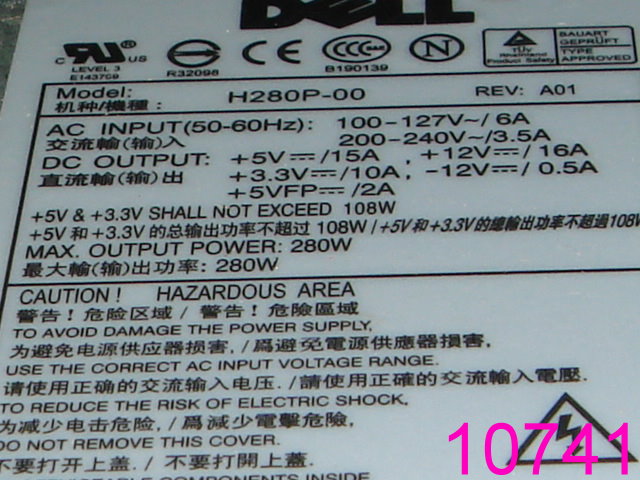 DELL
C UR US
LEVEL 3
E143709
R32098
CE
CCC
B190139
N
TÜV
Rheinland
Product Safety
BAUART
GEPRÜFT
TYPE
APPROVED
Model: H280P-00 REV: A01
机种/機種:
AC INPUT(50-60Hz): 100-127V~/ 6A
交流輸(输)入 200-240V~/3.5A
DC OUTPUT: +5V⎓/15A , +12V⎓/ 16A
直流輸(输)出 +3.3V⎓/10A, -12V⎓/ 0.5A
+5VFP⎓/2A
+5V & +3.3V SHALL NOT EXCEED 108W
+5V 和 +3.3V 的总输出功率不超过 108W / +5V 和 +3.3V 的總輸出功率不超過108W
MAX. OUTPUT POWER: 280W
最大輸(输)出功率: 280W
CAUTION ! HAZARDOUS AREA
警告! 危险区域 / 警告! 危險區域
TO AVOID DAMAGE THE POWER SUPPLY,
为避免电源供应器损害, /爲避免電源供應器損害,
USE THE CORRECT AC INPUT VOLTAGE RANGE.
请使用正确的交流输入电压. /請使用正確的交流輸入電壓.
TO REDUCE THE RISK OF ELECTRIC SHOCK,
为减少电击危险, /爲減少電擊危險,
DO NOT REMOVE THIS COVER.
不要打开上盖. / 不要打開上蓋.
COMPONENTS INSIDE
10741